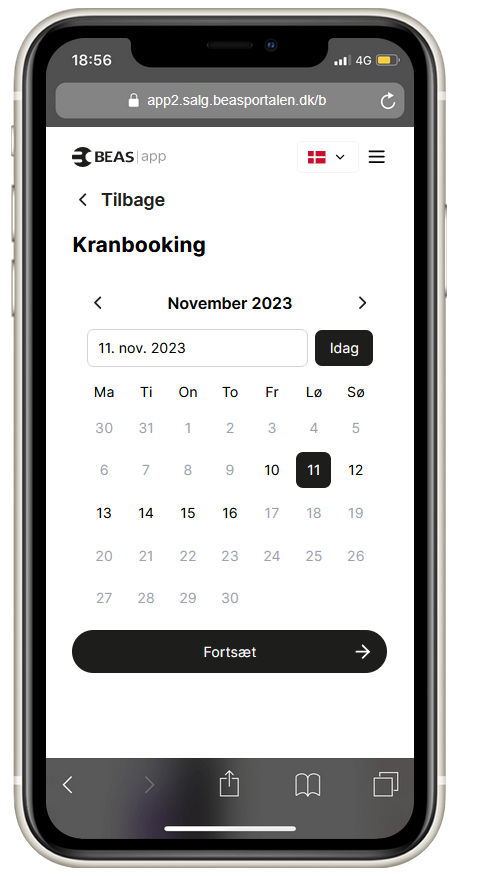 18:56 4G
app2.salg.beasportalen.dk/b
BEAS app
Tilbage
Kranbooking
November 2023
11. nov. 2023 Idag
Ma Ti On To Fr Lø Sø
30 31 1 2 3 4 5
6 7 8 9 10 11 12
13 14 15 16 17 18 19
20 21 22 23 24 25 26
27 28 29 30
Fortsæt